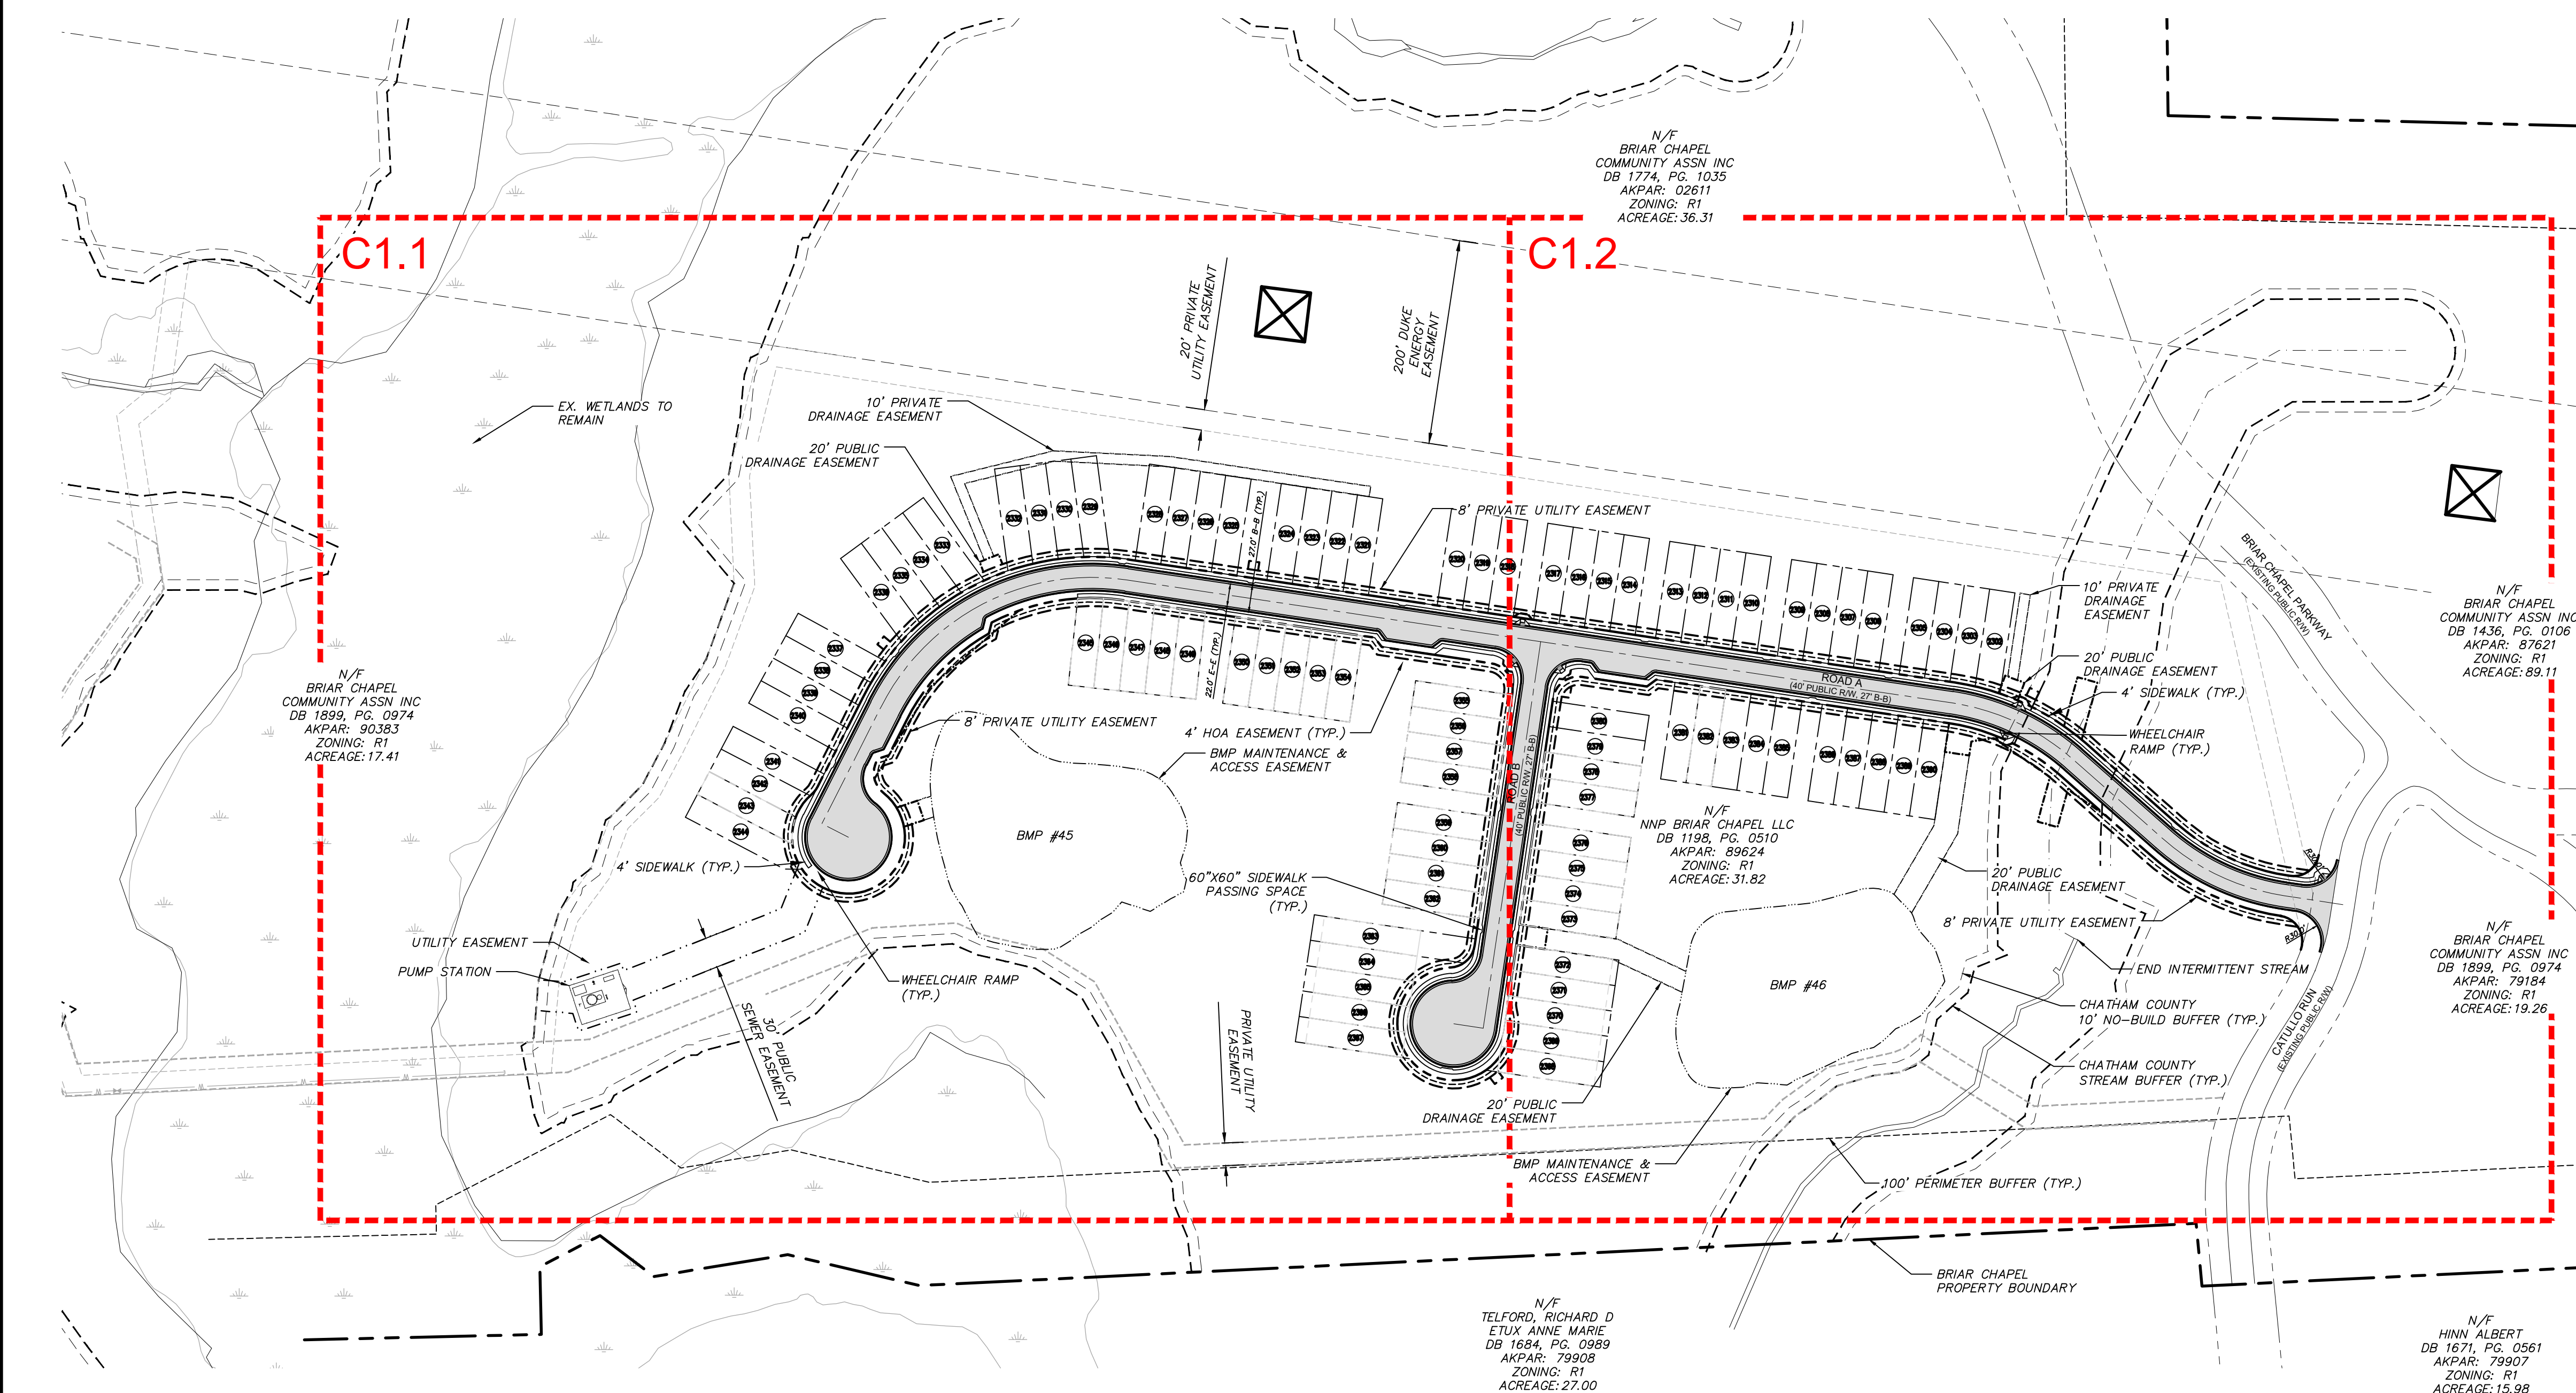 N/F
BRIAR CHAPEL
COMMUNITY ASSN INC
DB 1774, PG. 1035
AKPAR: 02611
ZONING: R1
ACREAGE: 36.31
C1.1
C1.2
20' PRIVATE
UTILITY EASEMENT
200' DUKE
ENERGY
EASEMENT
EX. WETLANDS TO
REMAIN
10' PRIVATE
DRAINAGE EASEMENT
20' PUBLIC
DRAINAGE EASEMENT
27.0' B-B (TYP.)
8' PRIVATE UTILITY EASEMENT
BRIAR CHAPEL PARKWAY
(EXISTING PUBLIC R/W)
N/F
BRIAR CHAPEL
COMMUNITY ASSN INC
DB 1436, PG. 0106
AKPAR: 87621
ZONING: R1
ACREAGE: 89.11
10' PRIVATE
DRAINAGE
EASEMENT
20' PUBLIC
DRAINAGE EASEMENT
4' SIDEWALK (TYP.)
WHEELCHAIR
RAMP (TYP.)
ROAD A
(40' PUBLIC R/W, 27' B-B)
22.0' E-E (TYP.)
N/F
BRIAR CHAPEL
COMMUNITY ASSN INC
DB 1899, PG. 0974
AKPAR: 90383
ZONING: R1
ACREAGE: 17.41
8' PRIVATE UTILITY EASEMENT
4' HOA EASEMENT (TYP.)
BMP MAINTENANCE &
ACCESS EASEMENT
ROAD B
(40' PUBLIC R/W, 27' B-B)
BMP #45
N/F
NNP BRIAR CHAPEL LLC
DB 1198, PG. 0510
AKPAR: 89624
ZONING: R1
ACREAGE: 31.82
4' SIDEWALK (TYP.)
60"X60" SIDEWALK
PASSING SPACE
(TYP.)
20' PUBLIC
DRAINAGE EASEMENT
8' PRIVATE UTILITY EASEMENT
UTILITY EASEMENT
PUMP STATION
WHEELCHAIR RAMP
(TYP.)
30' PUBLIC
SEWER EASEMENT
PRIVATE UTILITY
EASEMENT
BMP #46
END INTERMITTENT STREAM
CHATHAM COUNTY
10' NO-BUILD BUFFER (TYP.)
CHATHAM COUNTY
STREAM BUFFER (TYP.)
CATULLO RUN
(EXISTING PUBLIC R/W)
N/F
BRIAR CHAPEL
COMMUNITY ASSN INC
DB 1899, PG. 0974
AKPAR: 79184
ZONING: R1
ACREAGE: 19.26
20' PUBLIC
DRAINAGE EASEMENT
BMP MAINTENANCE &
ACCESS EASEMENT
100' PERIMETER BUFFER (TYP.)
BRIAR CHAPEL
PROPERTY BOUNDARY
N/F
TELFORD, RICHARD D
ETUX ANNE MARIE
DB 1684, PG. 0989
AKPAR: 79908
ZONING: R1
ACREAGE: 27.00
N/F
HINN ALBERT
DB 1671, PG. 0561
AKPAR: 79907
ZONING: R1
ACREAGE: 15.98